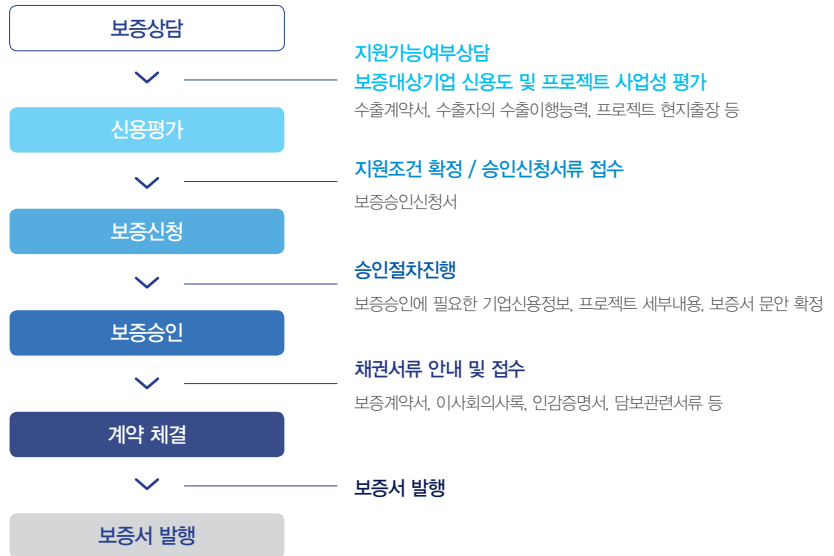 보증상담
지원가능여부상담
보증대상기업 신용도 및 프로젝트 사업성 평가
수출계약서, 수출자의 수출이행능력, 프로젝트 현지출장 등
신용평가
지원조건 확정 / 승인신청서류 접수
보증승인신청서
보증신청
승인절차진행
보증승인에 필요한 기업신용정보, 프로젝트 세부내용, 보증서 문안 확정
보증승인
채권서류 안내 및 접수
보증계약서, 이사회의사록, 인감증명서, 담보관련서류 등
계약 체결
보증서 발행
보증서 발행